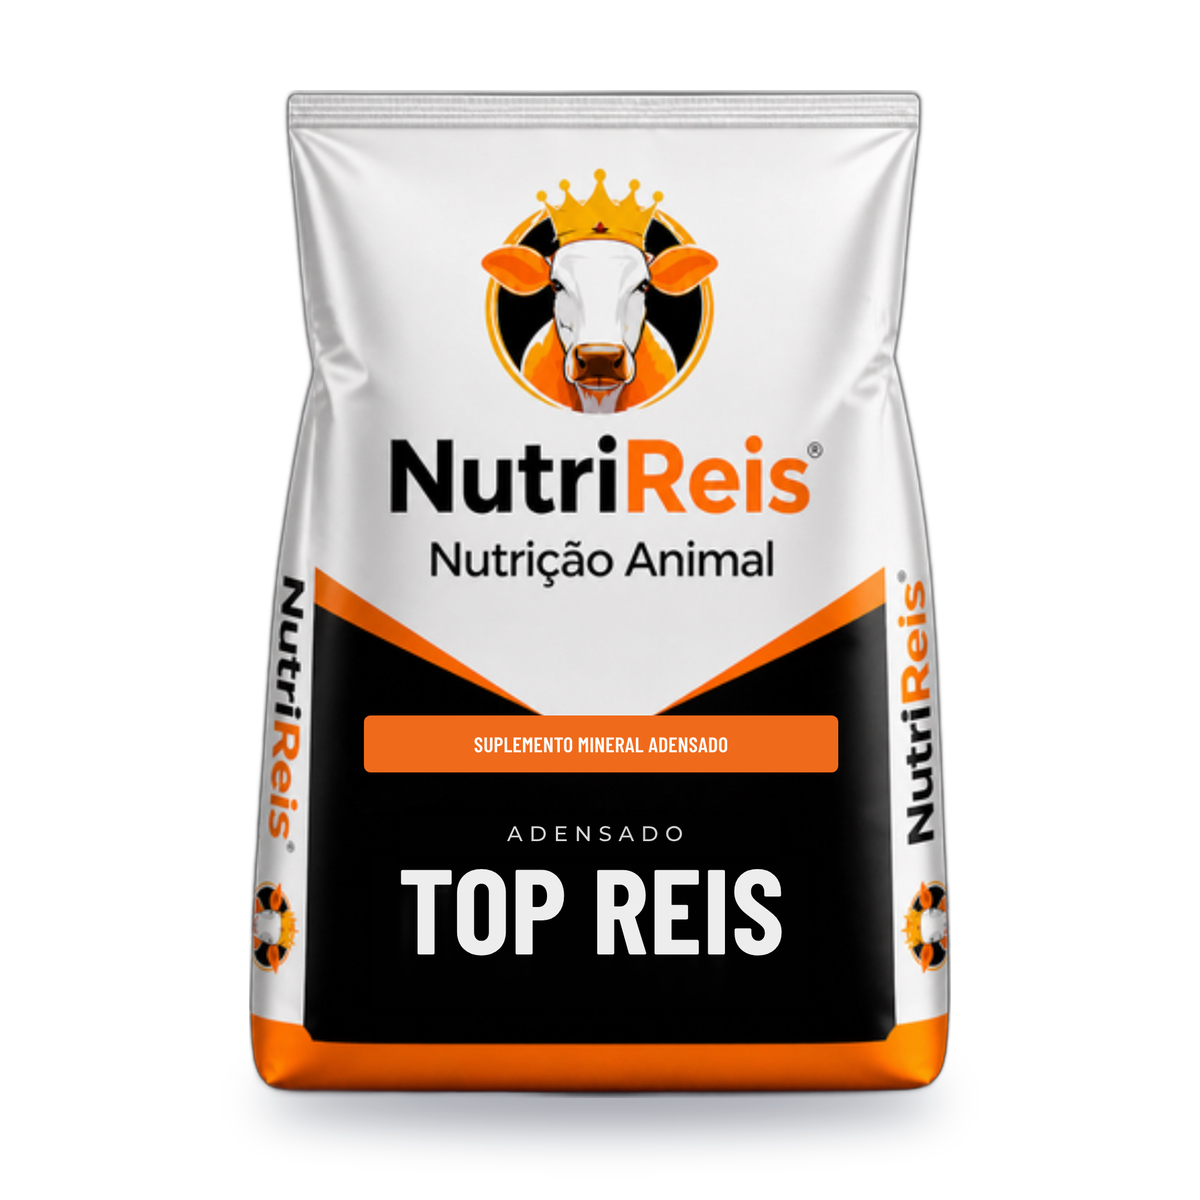 NutriReis®
Nutrição Animal
SUPLEMENTO MINERAL ADENSADO
ADENSADO
TOP REIS
NutriReis®
NutriReis®